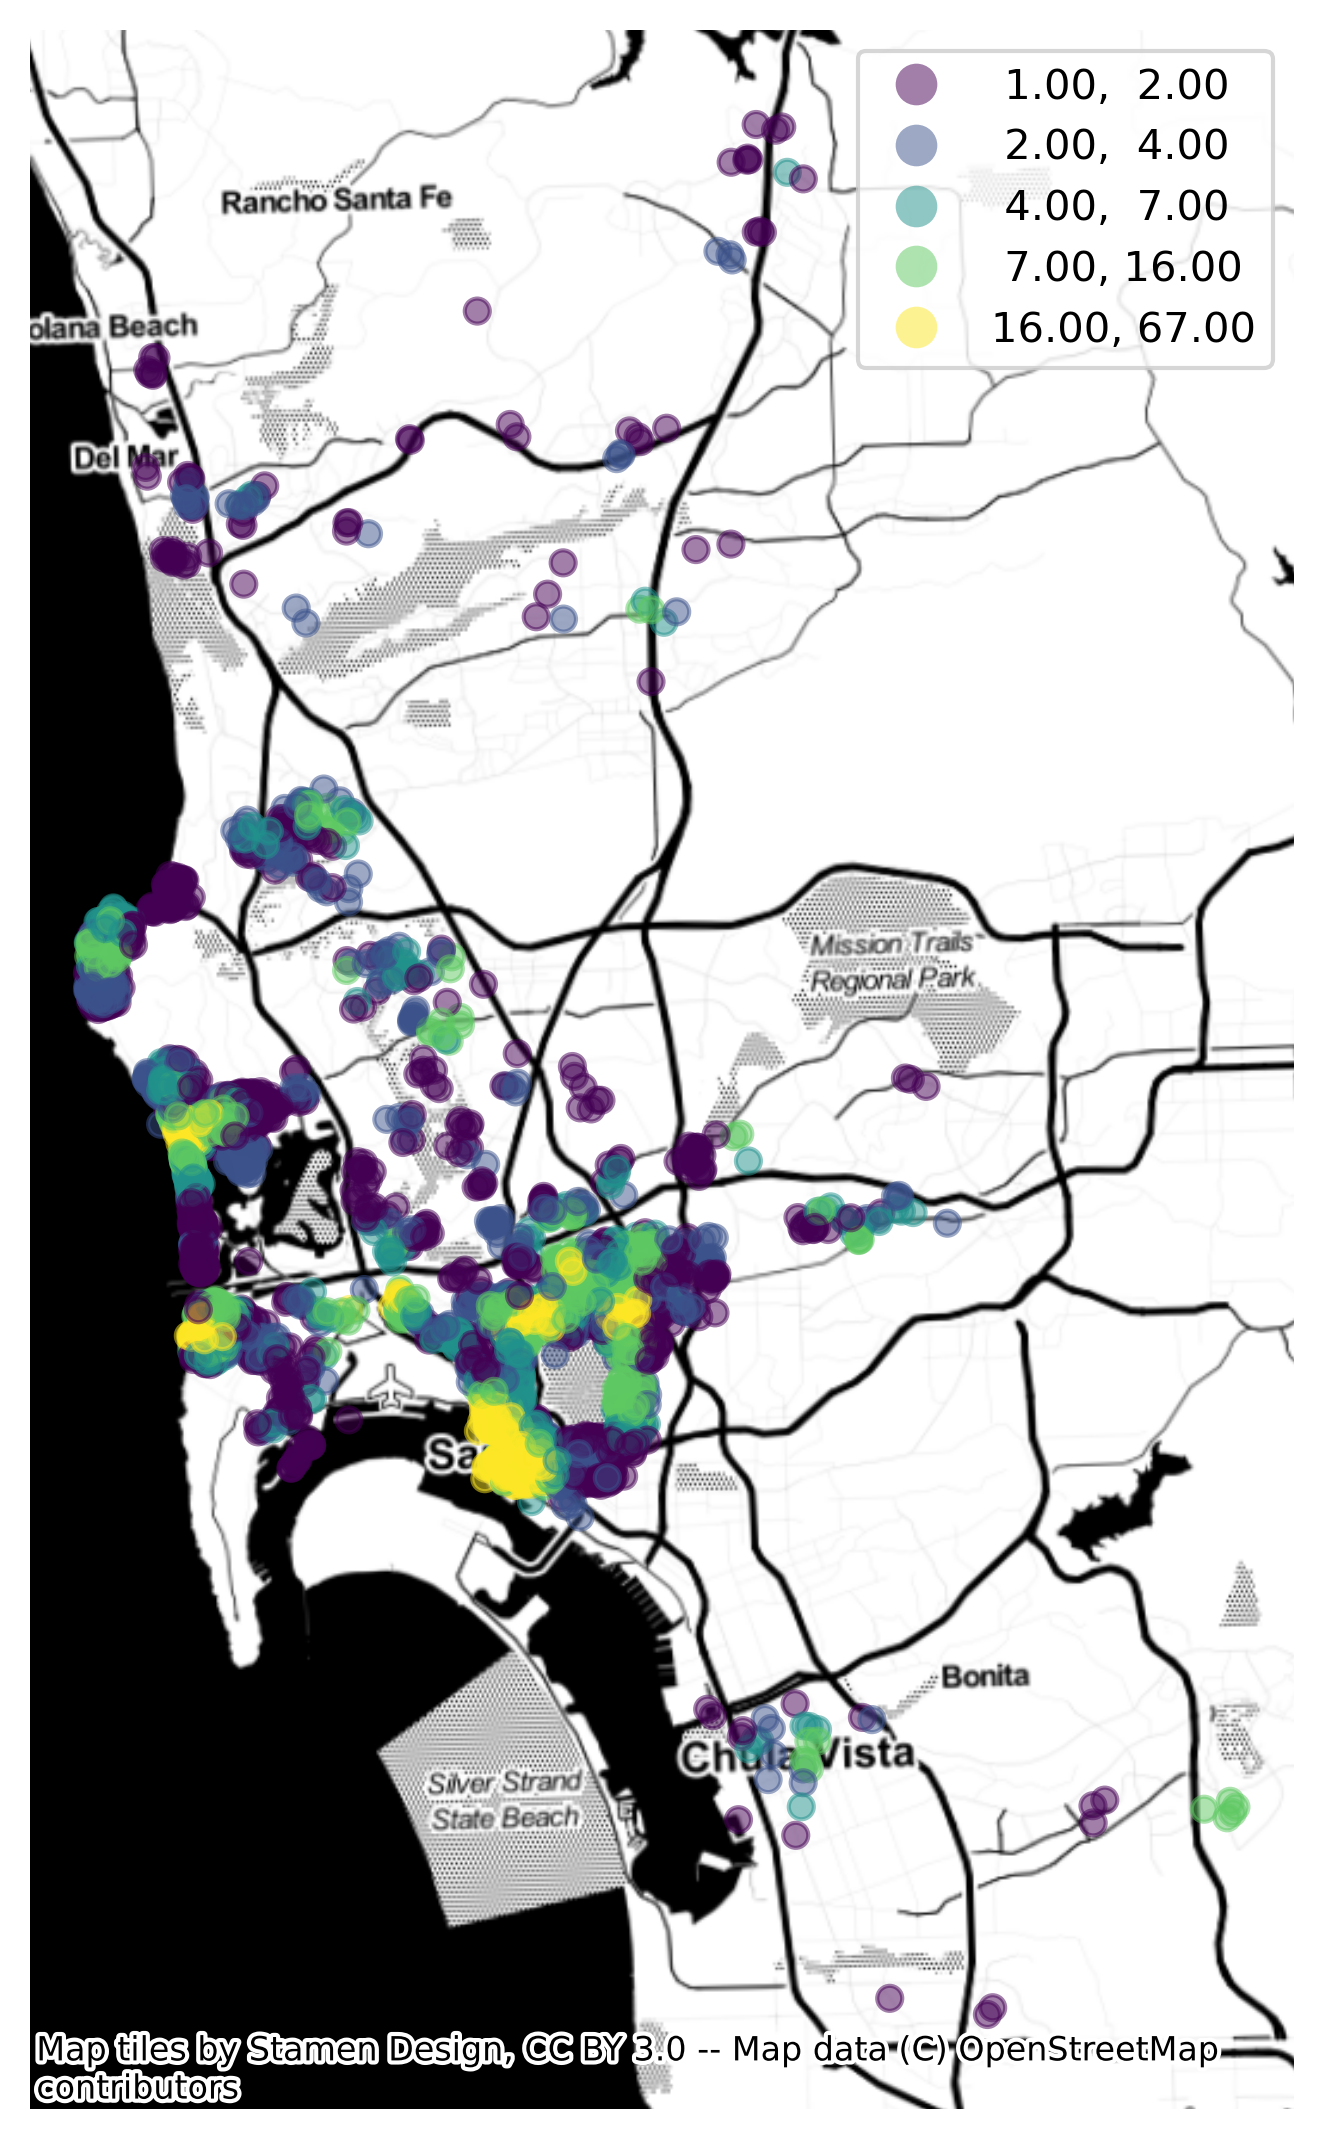 1.00, 2.00
2.00, 4.00
4.00, 7.00
7.00, 16.00
16.00, 67.00
Rancho Santa Fe
olana Beach
Del Mar
Mission Trails
Regional Park
Sa
Bonita
Chula Vista
Silver Strand
State Beach
Map tiles by Stamen Design, CC BY 3.0 -- Map data (C) OpenStreetMap
contributors